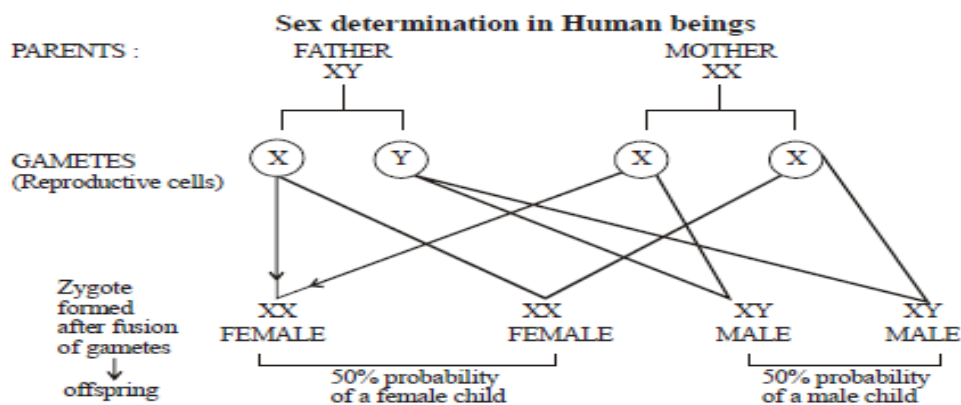 Sex determination in Human beings
PARENTS : FATHER MOTHER
XY XX
GAMETES X Y X X
(Reproductive cells)
Zygote
formed
after fusion
of gametes
offspring
XX XX XY XY
FEMALE FEMALE MALE MALE
50% probability
of a female child
50% probability
of a male child